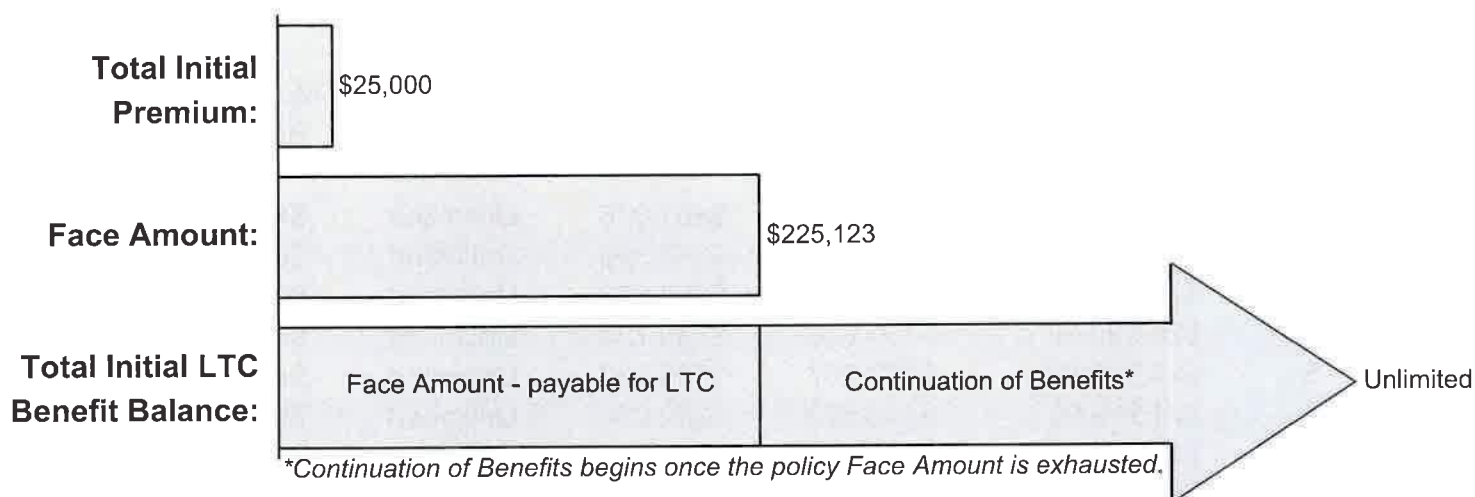 Total Initial
Premium:
$25,000
Face Amount:
$225,123
Total Initial LTC
Benefit Balance:
Face Amount - payable for LTC
Continuation of Benefits*
Unlimited
*Continuation of Benefits begins once the policy Face Amount is exhausted.